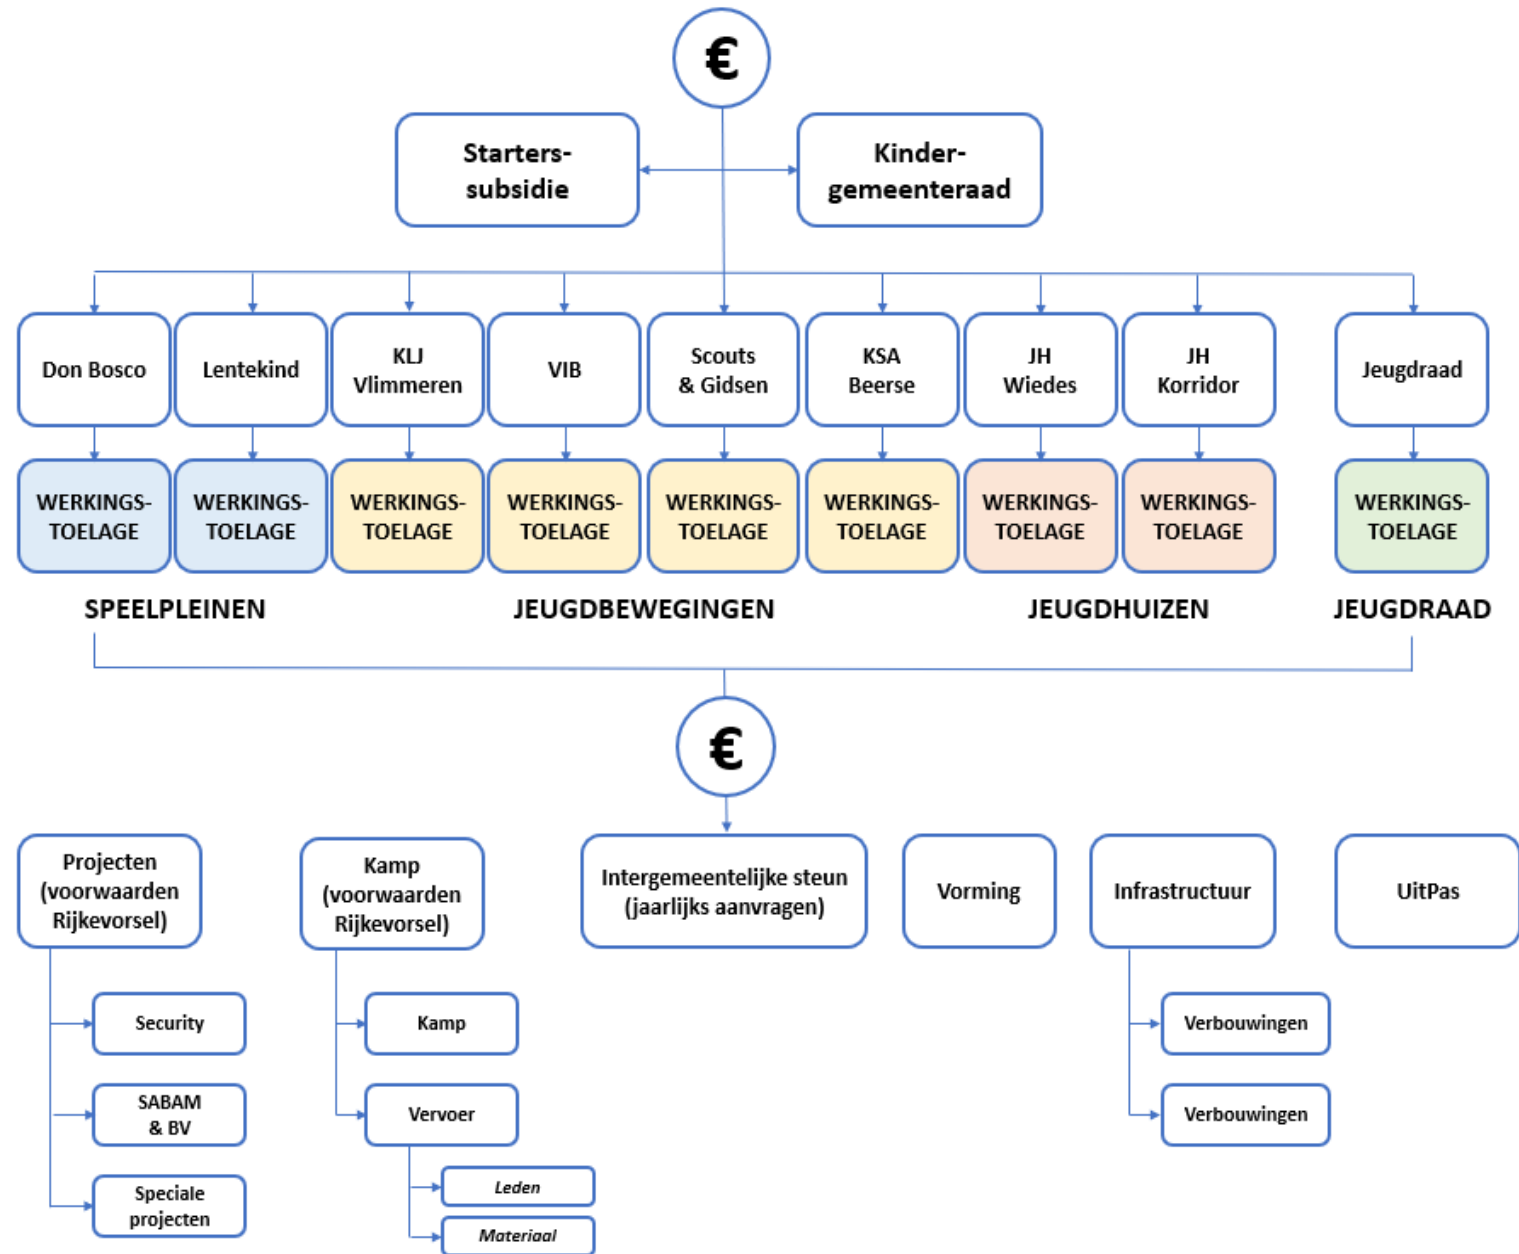 €
Starters-
subsidie
Kinder-
gemeenteraad
Don Bosco
Lentekind
KLJ
Vlimmeren
VIB
Scouts
& Gidsen
KSA
Beerse
JH
Wiedes
JH
Korridor
Jeugdraad
WERKINGS-
TOELAGE
WERKINGS-
TOELAGE
WERKINGS-
TOELAGE
WERKINGS-
TOELAGE
WERKINGS-
TOELAGE
WERKINGS-
TOELAGE
WERKINGS-
TOELAGE
WERKINGS-
TOELAGE
WERKINGS-
TOELAGE
SPEELPLEINEN
JEUGDBEWEGINGEN
JEUGDHUIZEN
JEUGDRAAD
€
Projecten
(voorwaarden
Rijkevorsel)
Kamp
(voorwaarden
Rijkevorsel)
Intergemeentelijke steun
(jaarlijks aanvragen)
Vorming
Infrastructuur
UitPas
Security
SABAM
& BV
Speciale
projecten
Kamp
Vervoer
Leden
Materiaal
Verbouwingen
Verbouwingen